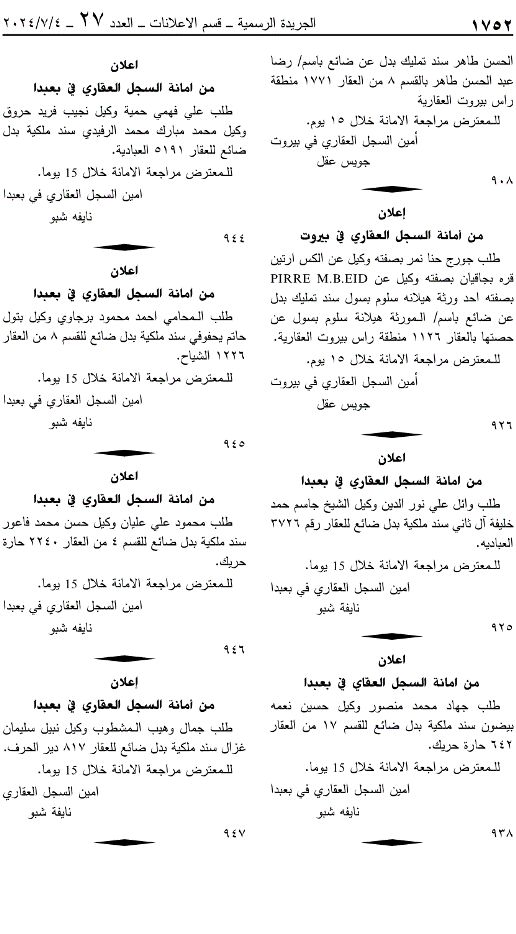 ١٧٥٢
الجريدة الرسمية ــ قسم الاعلانات ــ العدد ٢٧ ــ ٢٠٢٤/٧/٤
الحسن طاهر سند تمليك بدل عن ضائع باسم/ رضا
عبد الحسن طاهر بالقسم ٨ من العقار ١٧٧١ منطقة
راس بيروت العقارية
للمعترض مراجعة الامانة خلال ١٥ يوم.
أمين السجل العقاري في بيروت
جويس عقل
٩٠٨
إعلان
من أمانة السجل العقاري في بيروت
طلب جورج حنا نمر بصفته وكيل عن الكس ارتين
قره بجاقيان بصفته وكيل عن PIRRE M.B.EID
بصفته احد ورثة هيلانه سلوم بسول سند تمليك بدل
عن ضائع باسم/ المورثة هيلانة سلوم بسول عن
حصتها بالعقار ١١٢٦ منطقة راس بيروت العقارية.
للمعترض مراجعة الامانة خلال ١٥ يوم.
أمين السجل العقاري في بيروت
جويس عقل
٩٢٦
اعلان
من امانة السجل العقاري في بعبدا
طلب وائل علي نور الدين وكيل الشيخ جاسم حمد
خليفة آل ثاني سند ملكية بدل ضائع للعقار رقم ٣٧٢٦
العباديه.
للمعترض مراجعة الامانة خلال 15 يوما.
امين السجل العقاري في بعبدا
نايفة شبو
٩٢٥
اعلان
من امانة السجل العقاي في بعبدا
طلب جهاد محمد منصور وكيل حسين نعمه
بيضون سند ملكية بدل ضائع للقسم ١٧ من العقار
٦٤٢ حارة حريك.
للمعترض مراجعة الامانة خلال 15 يوما.
امين السجل العقاري في بعبدا
نايفه شبو
٩٣٨
اعلان
من امانة السجل العقاري في بعبدا
طلب علي فهمي حمية وكيل نجيب فريد حروق
وكيل محمد مبارك محمد الرفيدي سند ملكية بدل
ضائع للعقار ٥١٩١ العبادية.
للمعترض مراجعة الامانة خلال 15 يوما.
امين السجل العقاري في بعبدا
نايفه شبو
٩٤٤
اعلان
من امانة السجل العقاري في بعبدا
طلب المحامي احمد محمود برجاوي وكيل بتول
حاتم يحفوفي سند ملكية بدل ضائع للقسم ٨ من العقار
١٢٢٦ الشياح.
للمعترض مراجعة الامانة خلال 15 يوما.
امين السجل العقاري في بعبدا
نايفه شبو
٩٤٥
اعلان
من امانة السجل العقاري في بعبدا
طلب محمود علي عليان وكيل حسن محمد فاعور
سند ملكية بدل ضائع للقسم ٤ من العقار ٢٢٤٠ حارة
حريك.
للمعترض مراجعة الامانة خلال 15 يوما.
امين السجل العقاري في بعبدا
نايفه شبو
٩٤٦
إعلان
من أمانة السجل العقاري في بعبدا
طلب جمال وهيب المشطوب وكيل نبيل سليمان
غزال سند ملكية بدل ضائع للعقار ٨١٧ دير الحرف.
للمعترض مراجعة الامانة خلال 15 يوما.
امين السجل العقاري
نايفة شبو
٩٤٧